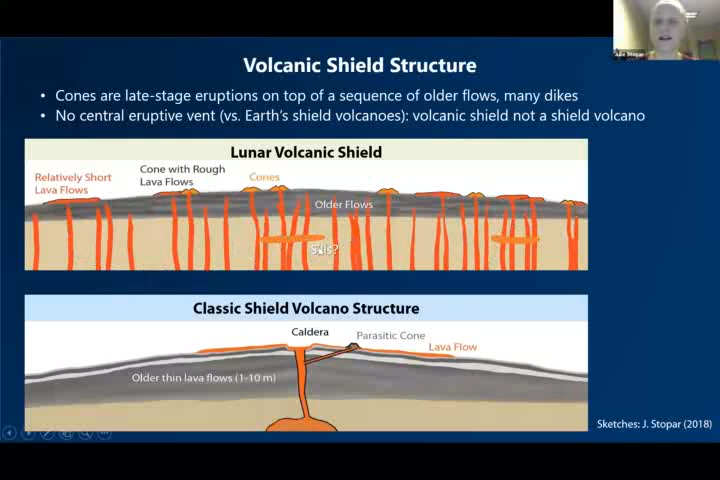 Julie Stopar
Volcanic Shield Structure
• Cones are late-stage eruptions on top of a sequence of older flows, many dikes
• No central eruptive vent (vs. Earth's shield volcanoes): volcanic shield not a shield volcano
Lunar Volcanic Shield
Relatively Short
Lava Flows
Cone with Rough
Lava Flows
Cones
Older Flows
Sills?
Classic Shield Volcano Structure
Caldera
Parasitic Cone
Lava Flow
Older thin lava flows (1-10 m)
Sketches: J. Stopar (2018)